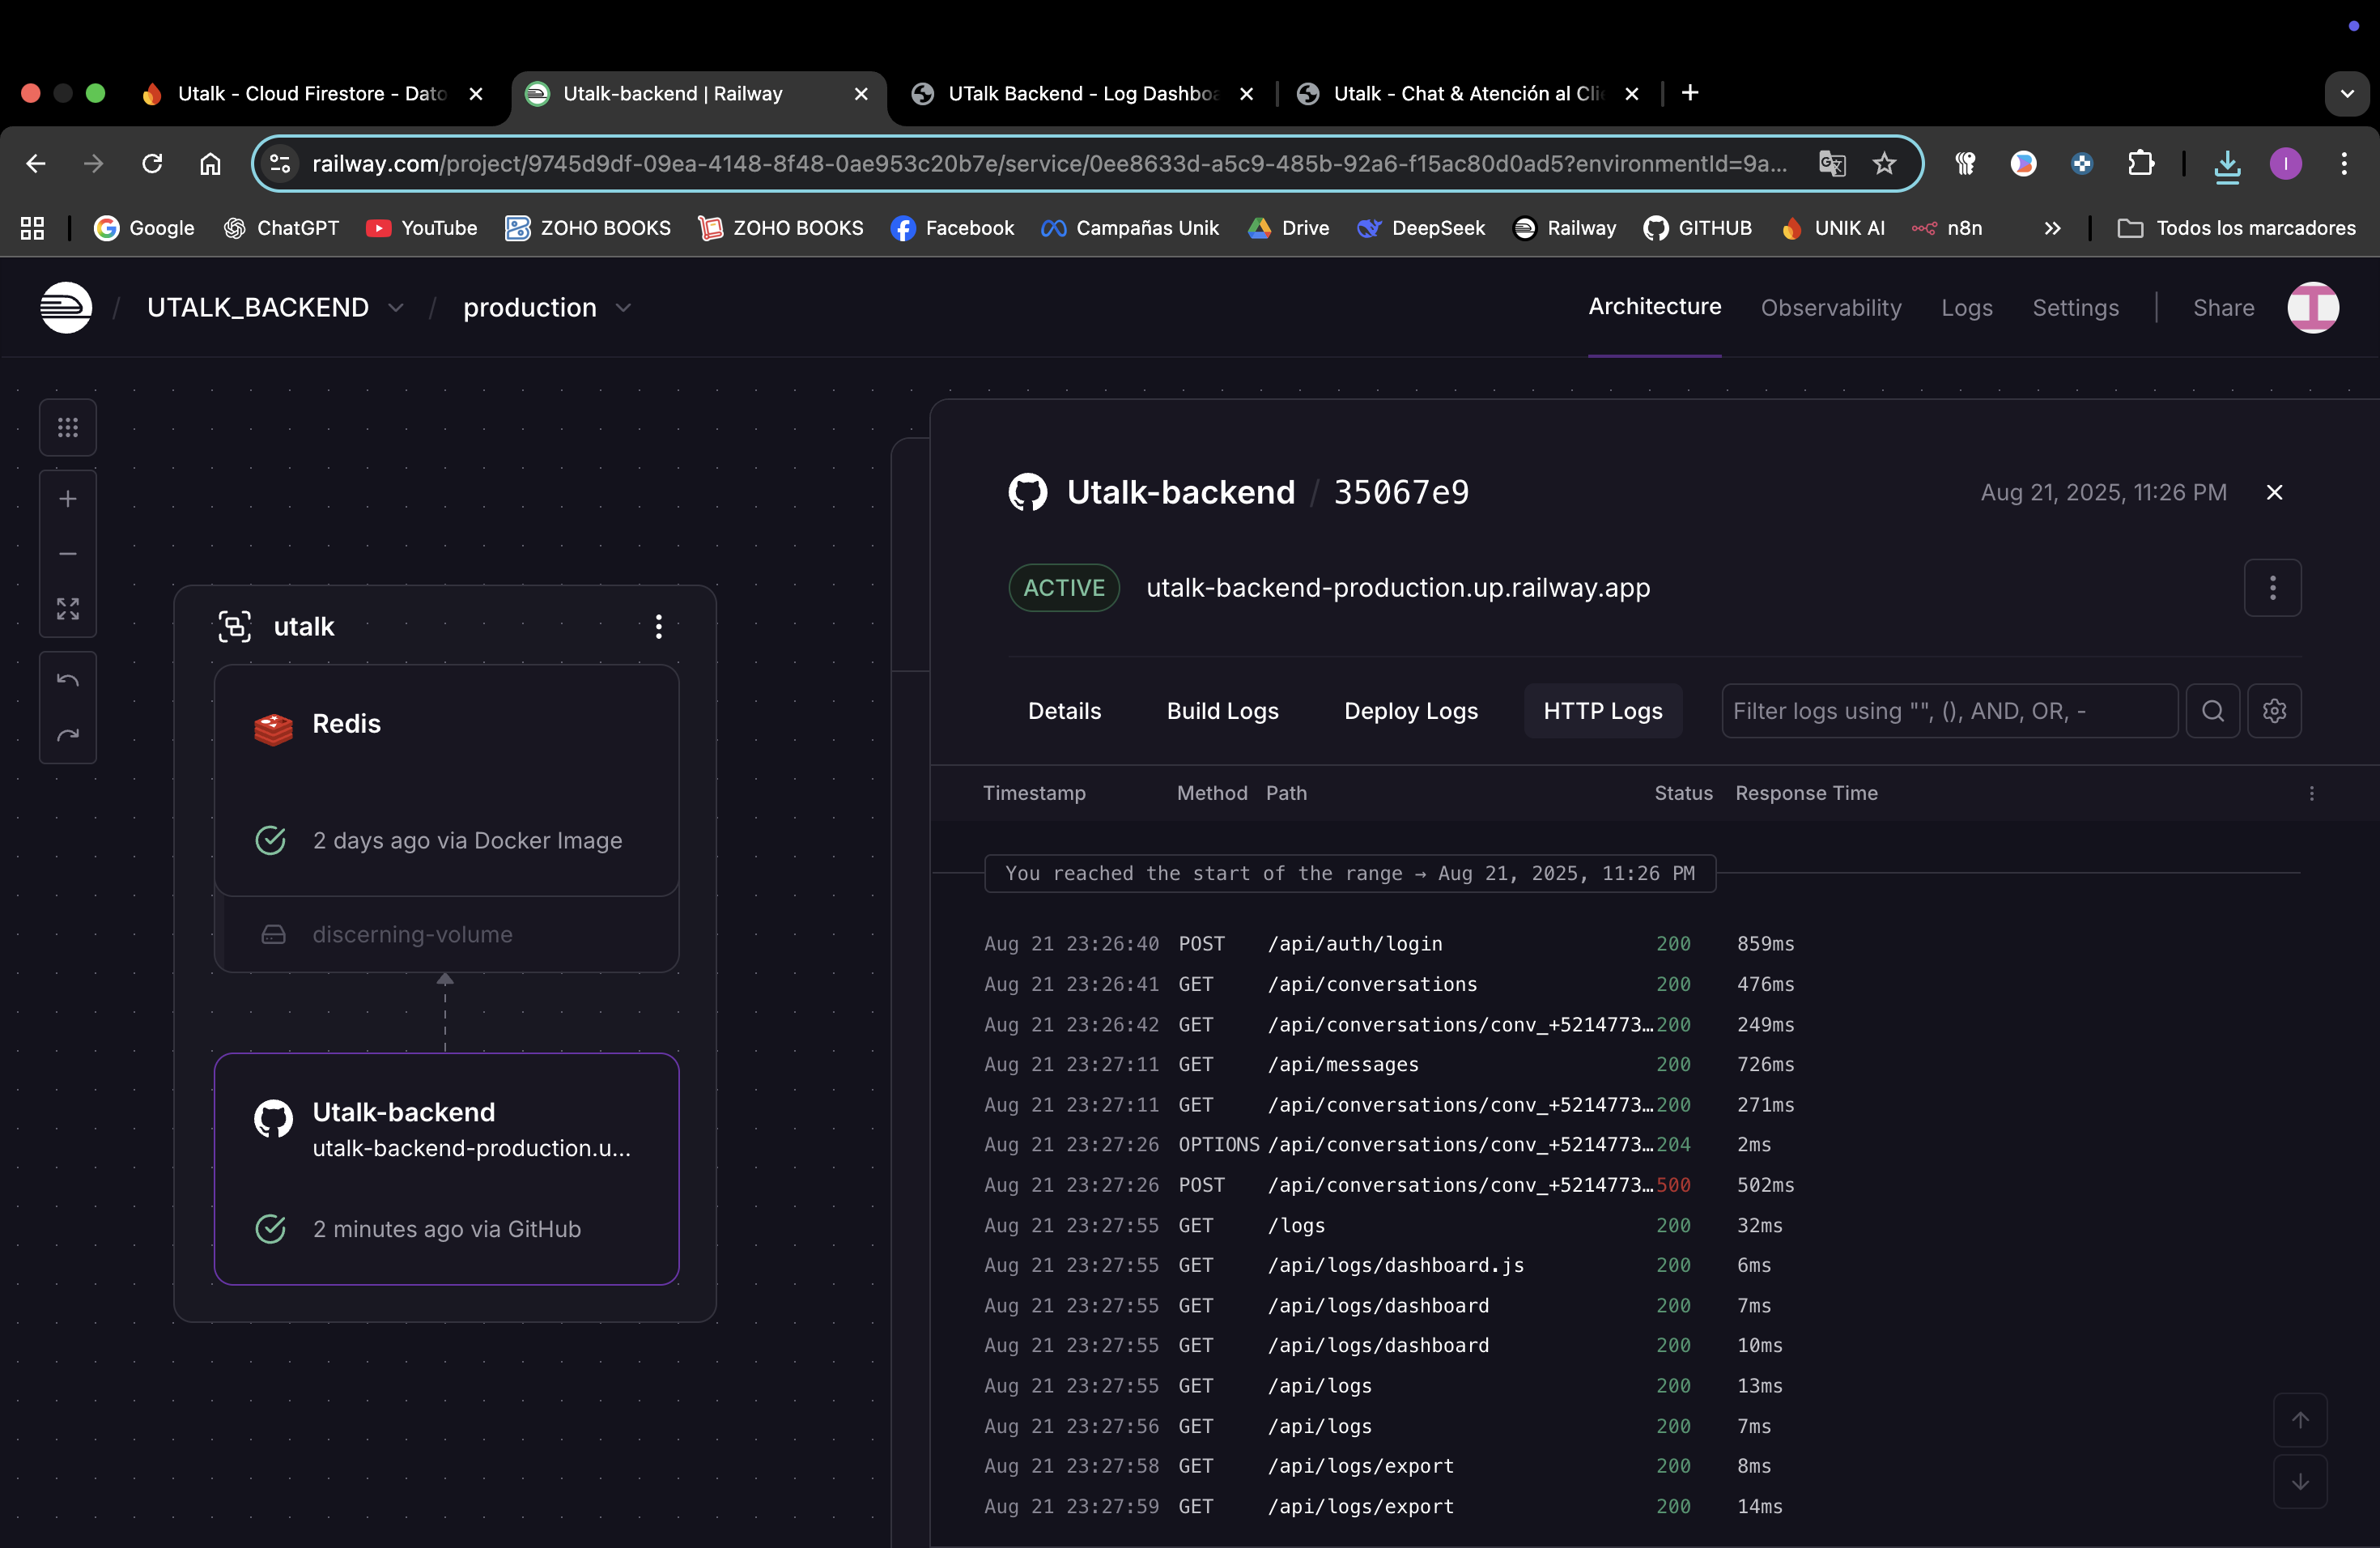 Utalk - Cloud Firestore - Dato
Utalk-backend | Railway
UTalk Backend - Log Dashboa
Utalk - Chat & Atención al Cli
railway.com/project/9745d9df-09ea-4148-8f48-0ae953c20b7e/service/0ee8633d-a5c9-485b-92a6-f15ac80d0ad5?environmentId=9a...
I
Google
ChatGPT
YouTube
ZOHO BOOKS
ZOHO BOOKS
Facebook
Campañas Unik
Drive
DeepSeek
Railway
GITHUB
UNIK AI
n8n
Todos los marcadores
/ UTALK_BACKEND / production
Architecture
Observability
Logs
Settings
Share
utalk
Redis
2 days ago via Docker Image
discerning-volume
Utalk-backend
utalk-backend-production.u...
2 minutes ago via GitHub
Utalk-backend / 35067e9
Aug 21, 2025, 11:26 PM
ACTIVE
utalk-backend-production.up.railway.app
Details
Build Logs
Deploy Logs
HTTP Logs
Filter logs using "", (), AND, OR, -
Timestamp Method Path Status Response Time
You reached the start of the range → Aug 21, 2025, 11:26 PM
Aug 21 23:26:40 POST /api/auth/login 200 859ms
Aug 21 23:26:41 GET /api/conversations 200 476ms
Aug 21 23:26:42 GET /api/conversations/conv_+5214773… 200 249ms
Aug 21 23:27:11 GET /api/messages 200 726ms
Aug 21 23:27:11 GET /api/conversations/conv_+5214773… 200 271ms
Aug 21 23:27:26 OPTIONS /api/conversations/conv_+5214773… 204 2ms
Aug 21 23:27:26 POST /api/conversations/conv_+5214773… 500 502ms
Aug 21 23:27:55 GET /logs 200 32ms
Aug 21 23:27:55 GET /api/logs/dashboard.js 200 6ms
Aug 21 23:27:55 GET /api/logs/dashboard 200 7ms
Aug 21 23:27:55 GET /api/logs/dashboard 200 10ms
Aug 21 23:27:55 GET /api/logs 200 13ms
Aug 21 23:27:56 GET /api/logs 200 7ms
Aug 21 23:27:58 GET /api/logs/export 200 8ms
Aug 21 23:27:59 GET /api/logs/export 200 14ms